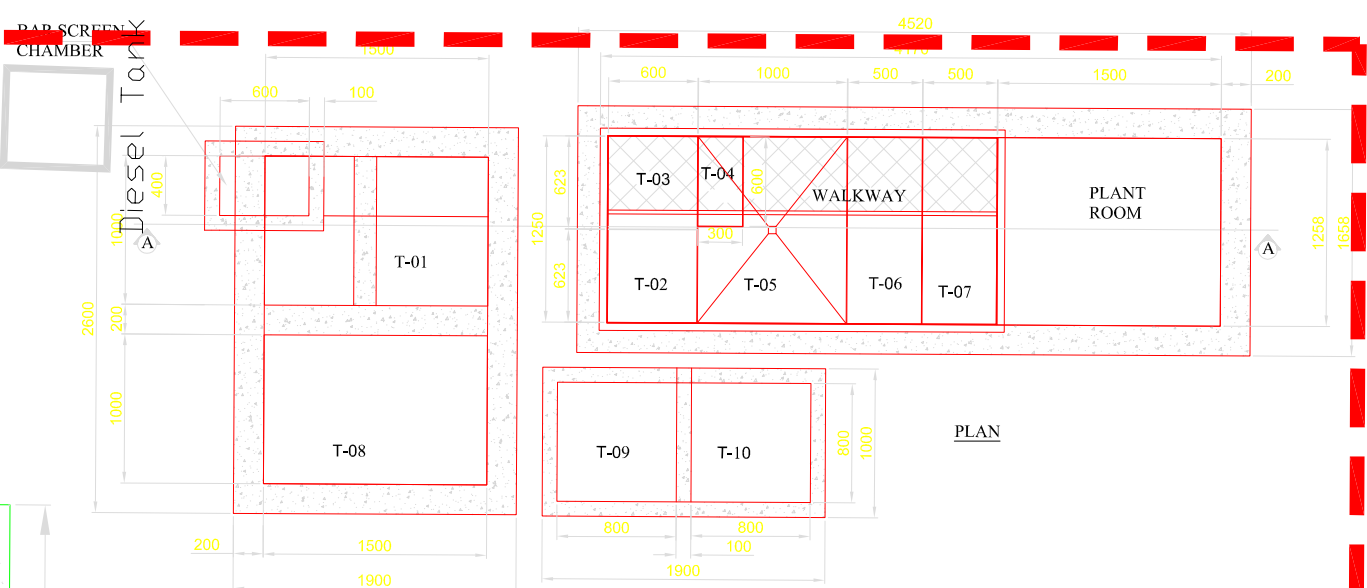 BAR SCREEN
CHAMBER
Diesel Tank
4520
4170
1500
600
1000
500
500
1500
200
600
100
400
1000
2600
200
1000
T-01
T-08
A
T-03
T-04
WALKWAY
PLANT
ROOM
623
1250
623
600
300
T-02
T-05
T-06
T-07
1258
1658
A
T-09
T-10
800
1000
PLAN
200
1500
1900
800
800
100
1900